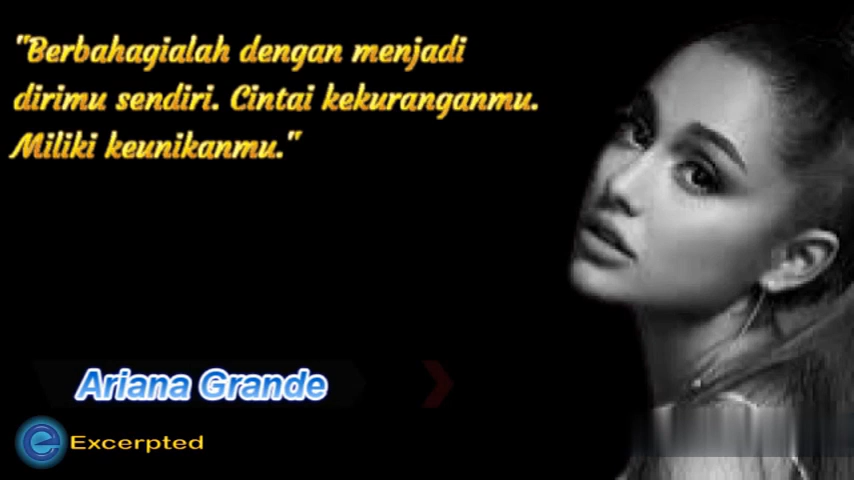 "Berbahagialah dengan menjadi
dirimu sendiri. Cintai kekuranganmu.
Miliki keunikanmu."
Ariana Grande
e Excerpted